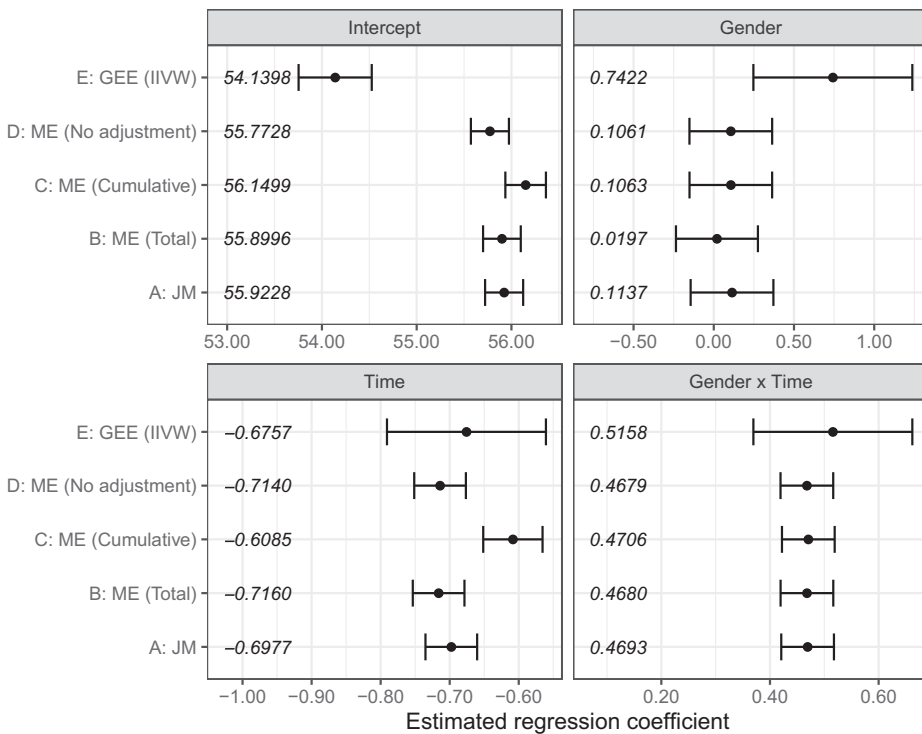 Intercept Gender
E: GEE (IIVW) 54.1398 0.7422
D: ME (No adjustment) 55.7728 0.1061
C: ME (Cumulative) 56.1499 0.1063
B: ME (Total) 55.8996 0.0197
A: JM 55.9228 0.1137
53.00 54.00 55.00 56.00 −0.50 0.00 0.50 1.00
Time Gender x Time
E: GEE (IIVW) −0.6757 0.5158
D: ME (No adjustment) −0.7140 0.4679
C: ME (Cumulative) −0.6085 0.4706
B: ME (Total) −0.7160 0.4680
A: JM −0.6977 0.4693
−1.00 −0.90 −0.80 −0.70 −0.60 0.20 0.40 0.60
Estimated regression coefficient